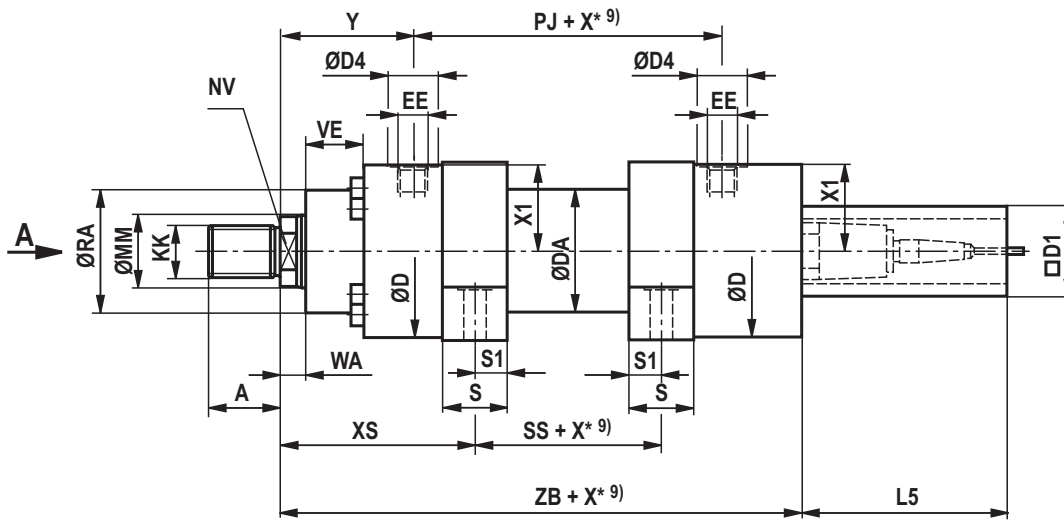 Y
PJ + X* 9)
ØD4
ØD4
NV
EE
EE
VE
A
ØRA
ØMM
KK
X1
ØDA
X1
□D1
ØD
ØD
WA
S1
S1
A
S
S
XS
SS + X* 9)
ZB + X* 9)
L5